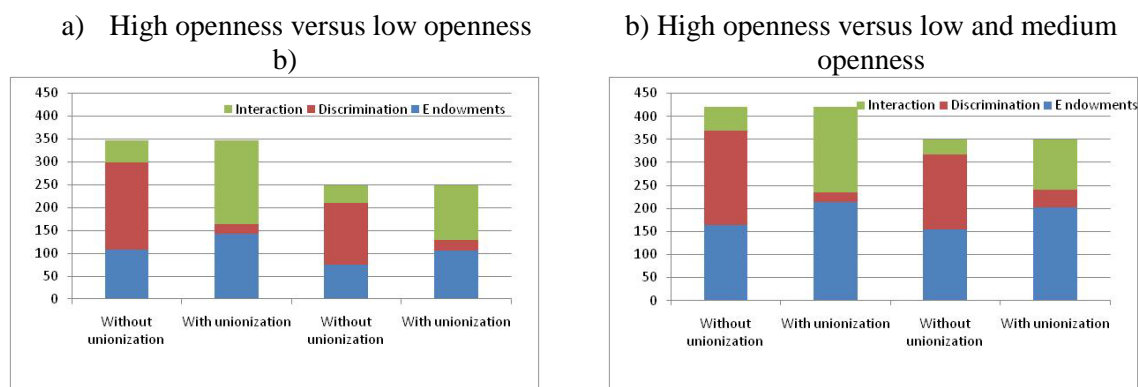 a) High openness versus low openness
b)
b) High openness versus low and medium
openness
450
400
350
300
250
200
150
100
50
0
Interaction Discrimination Endowments
Without
unionization
With unionization
Without
unionization
With unionization
450
400
350
300
250
200
150
100
50
0
Interaction Discrimination Endowments
Without
unionization
With unionization
Without
unionization
With unionization